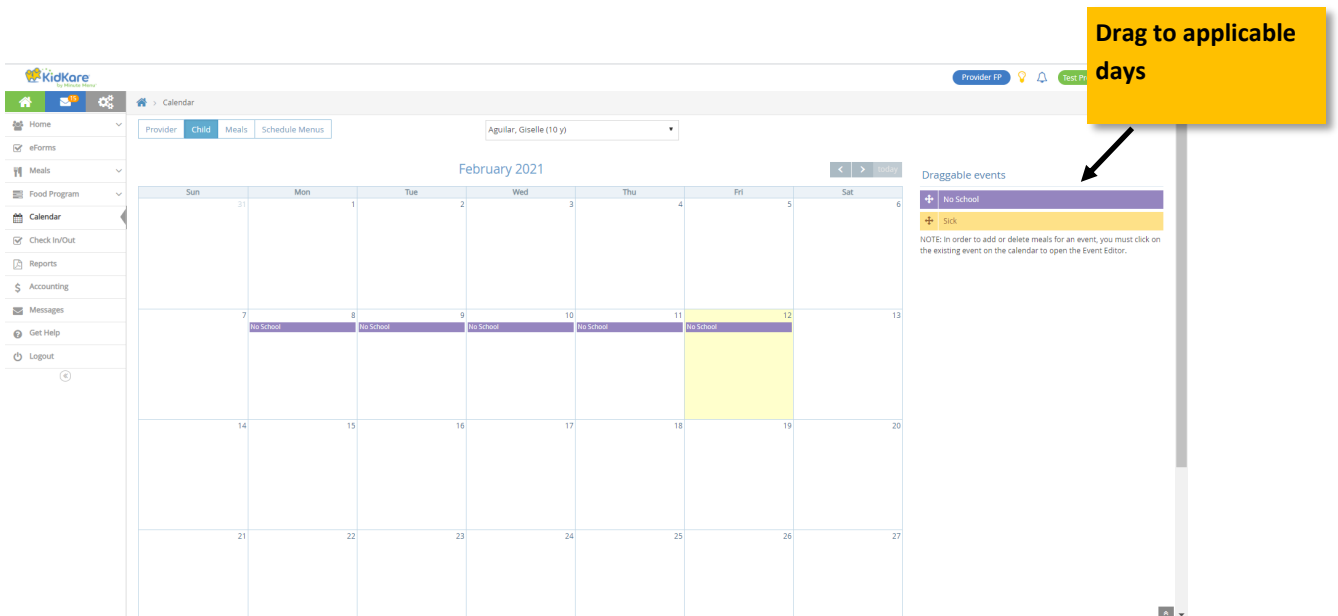 Drag to applicable
days
KidKare
by Minute Menu
Provider FP
15
> Calendar
Home
eForms
Meals
Food Program
Calendar
Check In/Out
Reports
$ Accounting
Messages
Get Help
Logout
Provider Child Meals Schedule Menus
Aguilar, Giselle (10 y)
February 2021
< > today
Sun Mon Tue Wed Thu Fri Sat
31 1 2 3 4 5 6
7 8 9 10 11 12 13
No School No School No School No School No School
14 15 16 17 18 19 20
21 22 23 24 25 26 27
Draggable events
No School
Sick
NOTE: In order to add or delete meals for an event, you must click on
the existing event on the calendar to open the Event Editor.